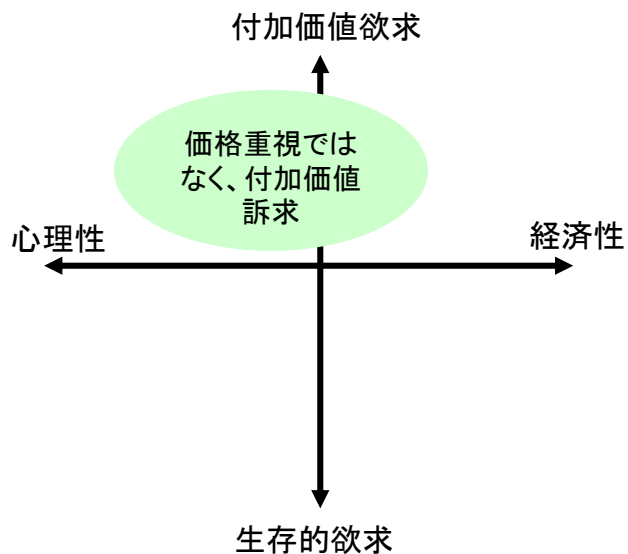 付加価値欲求
価格重視では
なく、付加価値
訴求
心理性
経済性
生存的欲求